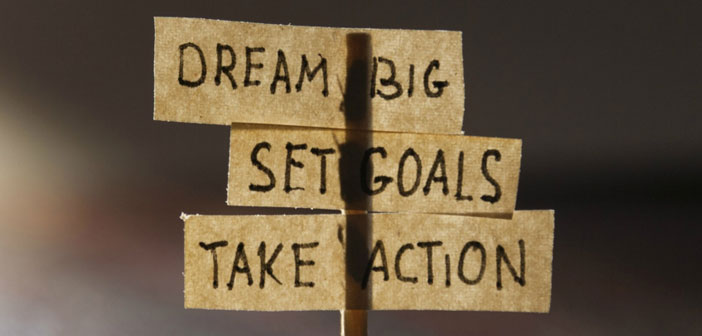 DREAM BIG
SET GOALS
TAKE ACTION